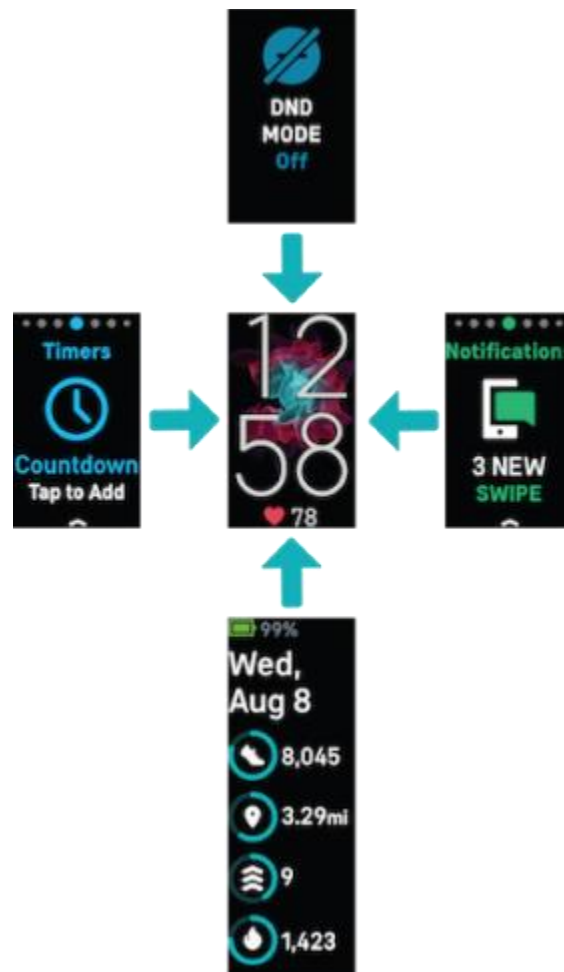 DND
MODE
Off
Timers
Countdown
Tap to Add
12
58
78
Notification
3 NEW
SWIPE
99%
Wed,
Aug 8
8,045
3.29mi
9
1,423